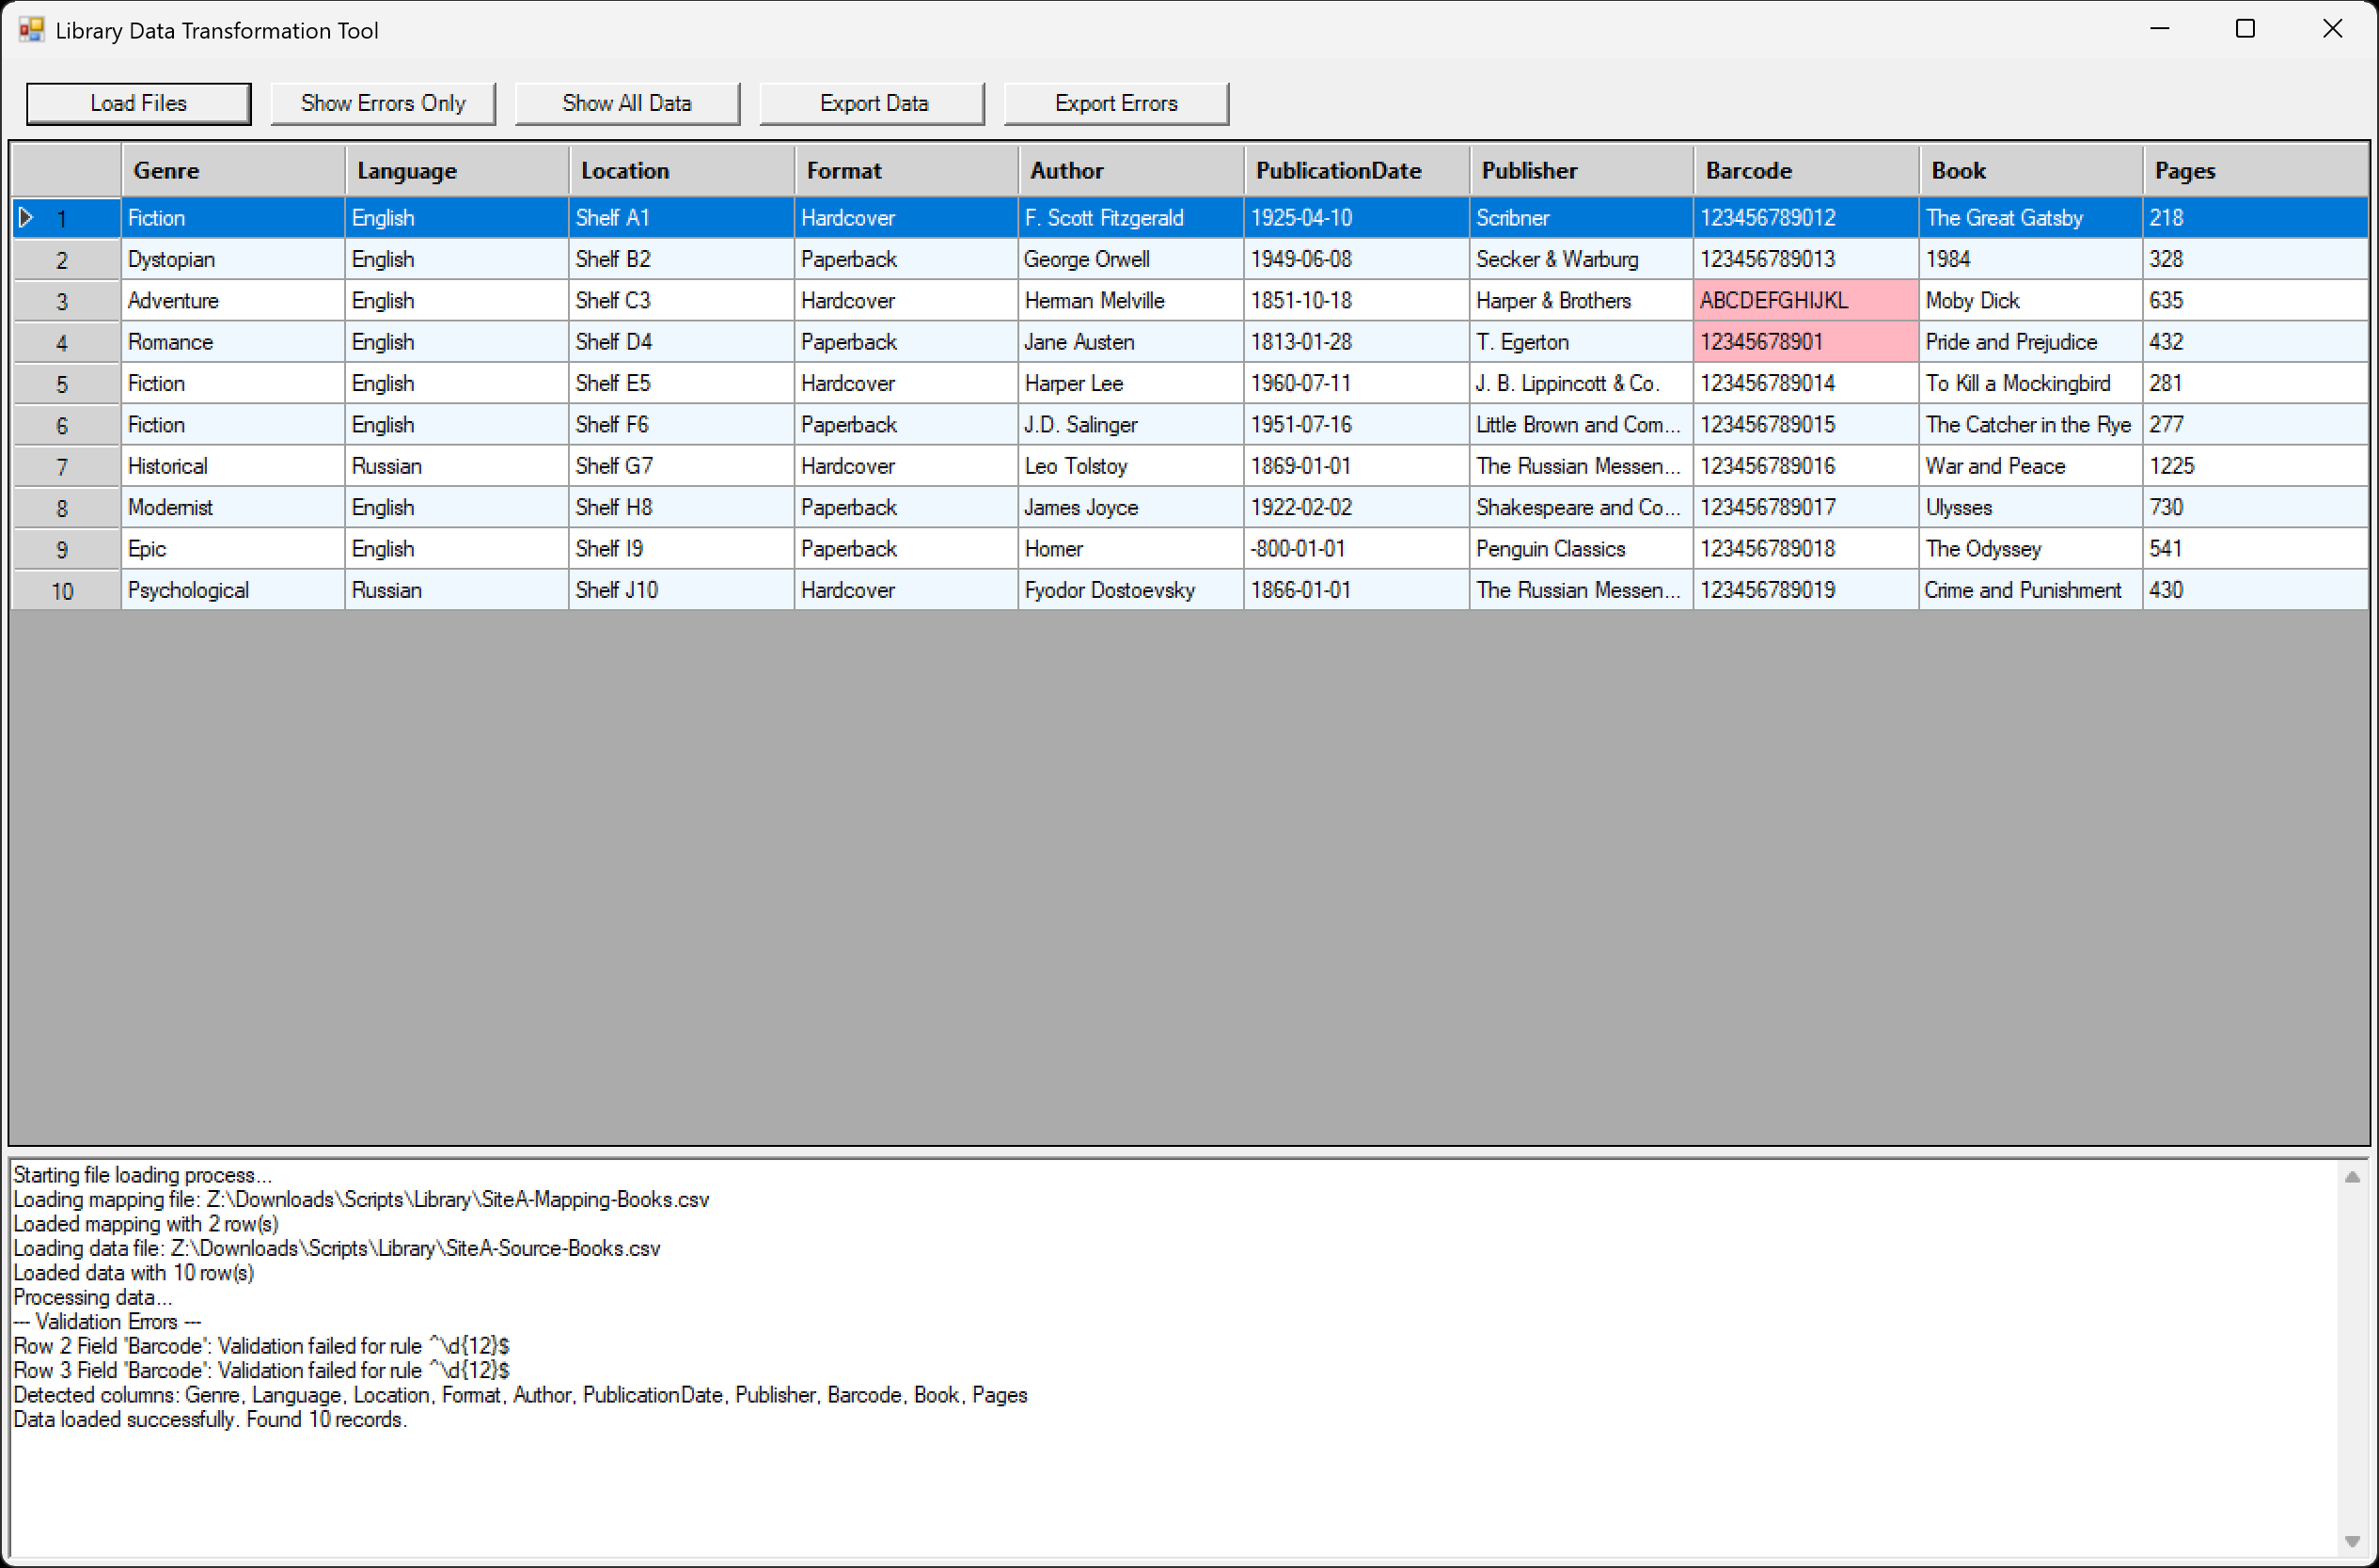 Library Data Transformation Tool
Load Files Show Errors Only Show All Data Export Data Export Errors
Genre Language Location Format Author PublicationDate Publisher Barcode Book Pages
1 Fiction English Shelf A1 Hardcover F. Scott Fitzgerald 1925-04-10 Scribner 123456789012 The Great Gatsby 218
2 Dystopian English Shelf B2 Paperback George Orwell 1949-06-08 Secker & Warburg 123456789013 1984 328
3 Adventure English Shelf C3 Hardcover Herman Melville 1851-10-18 Harper & Brothers ABCDEFGHIJKL Moby Dick 635
4 Romance English Shelf D4 Paperback Jane Austen 1813-01-28 T. Egerton 12345678901 Pride and Prejudice 432
5 Fiction English Shelf E5 Hardcover Harper Lee 1960-07-11 J. B. Lippincott & Co. 123456789014 To Kill a Mockingbird 281
6 Fiction English Shelf F6 Paperback J.D. Salinger 1951-07-16 Little Brown and Com... 123456789015 The Catcher in the Rye 277
7 Historical Russian Shelf G7 Hardcover Leo Tolstoy 1869-01-01 The Russian Messen... 123456789016 War and Peace 1225
8 Modernist English Shelf H8 Paperback James Joyce 1922-02-02 Shakespeare and Co... 123456789017 Ulysses 730
9 Epic English Shelf I9 Paperback Homer -800-01-01 Penguin Classics 123456789018 The Odyssey 541
10 Psychological Russian Shelf J10 Hardcover Fyodor Dostoevsky 1866-01-01 The Russian Messen... 123456789019 Crime and Punishment 430
Starting file loading process...
Loading mapping file: Z:\Downloads\Scripts\Library\SiteA-Mapping-Books.csv
Loaded mapping with 2 row(s)
Loading data file: Z:\Downloads\Scripts\Library\SiteA-Source-Books.csv
Loaded data with 10 row(s)
Processing data...
--- Validation Errors ---
Row 2 Field 'Barcode': Validation failed for rule ^\d{12}$
Row 3 Field 'Barcode': Validation failed for rule ^\d{12}$
Detected columns: Genre, Language, Location, Format, Author, PublicationDate, Publisher, Barcode, Book, Pages
Data loaded successfully. Found 10 records.